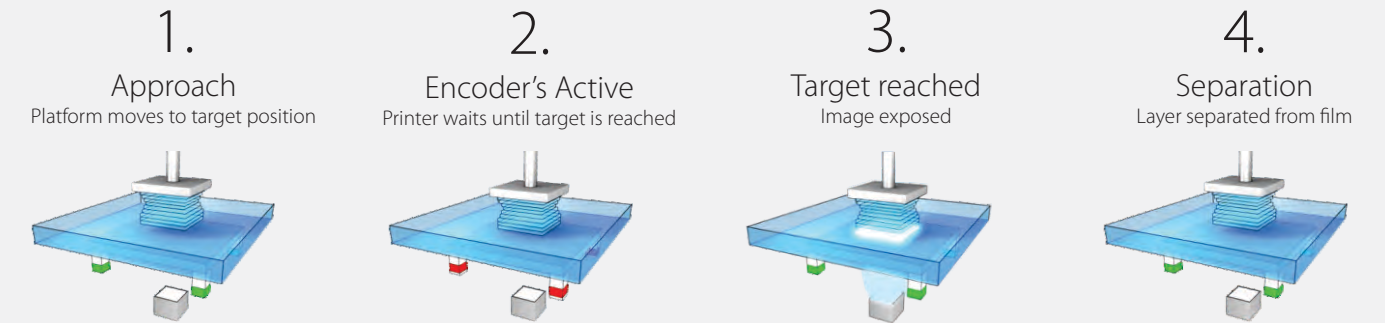 1.
Approach
Platform moves to target position
2.
Encoder's Active
Printer waits until target is reached
3.
Target reached
Image exposed
4.
Separation
Layer separated from film